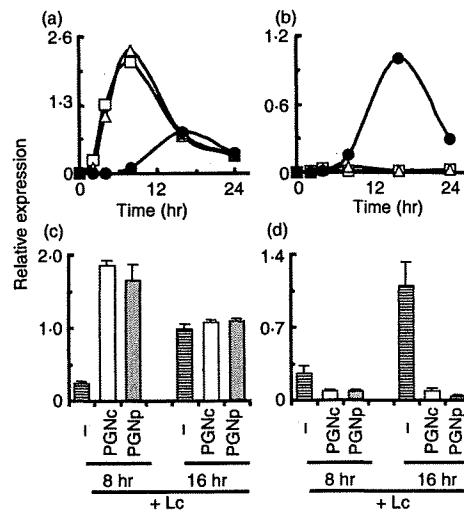 (a)
(b)
2·6
1·3
0
1·2
0·6
0
0 12 24
0 12 24
Time (hr)
Time (hr)
Relative expression
(c)
(d)
2·0
1·0
0
1·4
0·7
0
– PGNc PGNp – PGNc PGNp
– PGNc PGNp – PGNc PGNp
8 hr 16 hr
8 hr 16 hr
+ Lc
+ Lc